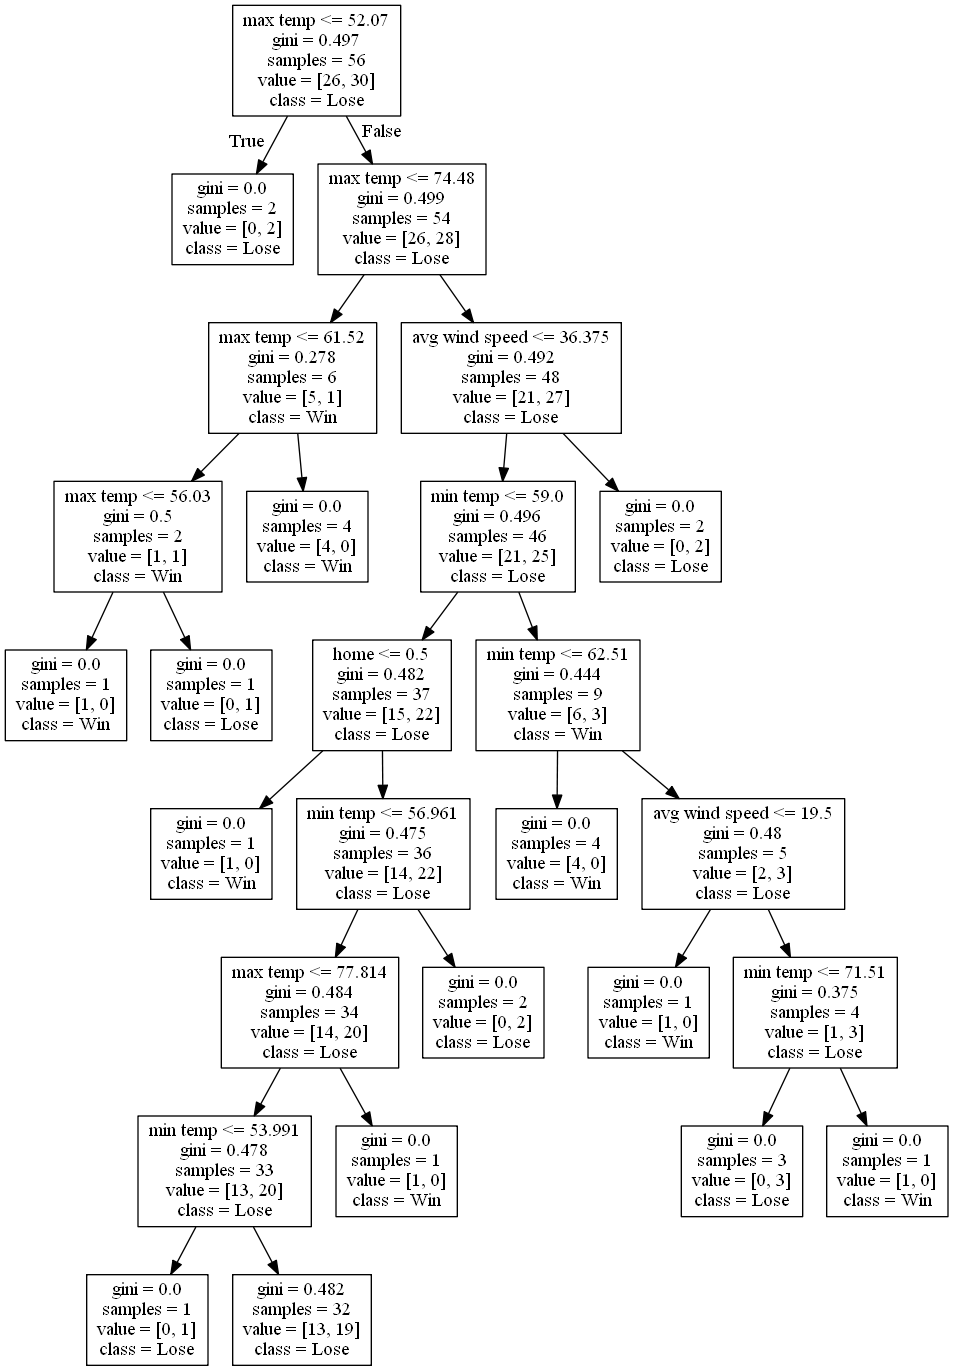 max temp <= 52.07
gini = 0.497
samples = 56
value = [26, 30]
class = Lose
True
False
gini = 0.0
samples = 2
value = [0, 2]
class = Lose
max temp <= 74.48
gini = 0.499
samples = 54
value = [26, 28]
class = Lose
max temp <= 61.52
gini = 0.278
samples = 6
value = [5, 1]
class = Win
avg wind speed <= 36.375
gini = 0.492
samples = 48
value = [21, 27]
class = Lose
max temp <= 56.03
gini = 0.5
samples = 2
value = [1, 1]
class = Win
gini = 0.0
samples = 4
value = [4, 0]
class = Win
min temp <= 59.0
gini = 0.496
samples = 46
value = [21, 25]
class = Lose
gini = 0.0
samples = 2
value = [0, 2]
class = Lose
gini = 0.0
samples = 1
value = [1, 0]
class = Win
gini = 0.0
samples = 1
value = [0, 1]
class = Lose
home <= 0.5
gini = 0.482
samples = 37
value = [15, 22]
class = Lose
min temp <= 62.51
gini = 0.444
samples = 9
value = [6, 3]
class = Win
gini = 0.0
samples = 1
value = [1, 0]
class = Win
min temp <= 56.961
gini = 0.475
samples = 36
value = [14, 22]
class = Lose
gini = 0.0
samples = 4
value = [4, 0]
class = Win
avg wind speed <= 19.5
gini = 0.48
samples = 5
value = [2, 3]
class = Lose
max temp <= 77.814
gini = 0.484
samples = 34
value = [14, 20]
class = Lose
gini = 0.0
samples = 2
value = [0, 2]
class = Lose
gini = 0.0
samples = 1
value = [1, 0]
class = Win
min temp <= 71.51
gini = 0.375
samples = 4
value = [1, 3]
class = Lose
min temp <= 53.991
gini = 0.478
samples = 33
value = [13, 20]
class = Lose
gini = 0.0
samples = 1
value = [1, 0]
class = Win
gini = 0.0
samples = 3
value = [0, 3]
class = Lose
gini = 0.0
samples = 1
value = [1, 0]
class = Win
gini = 0.0
samples = 1
value = [0, 1]
class = Lose
gini = 0.482
samples = 32
value = [13, 19]
class = Lose